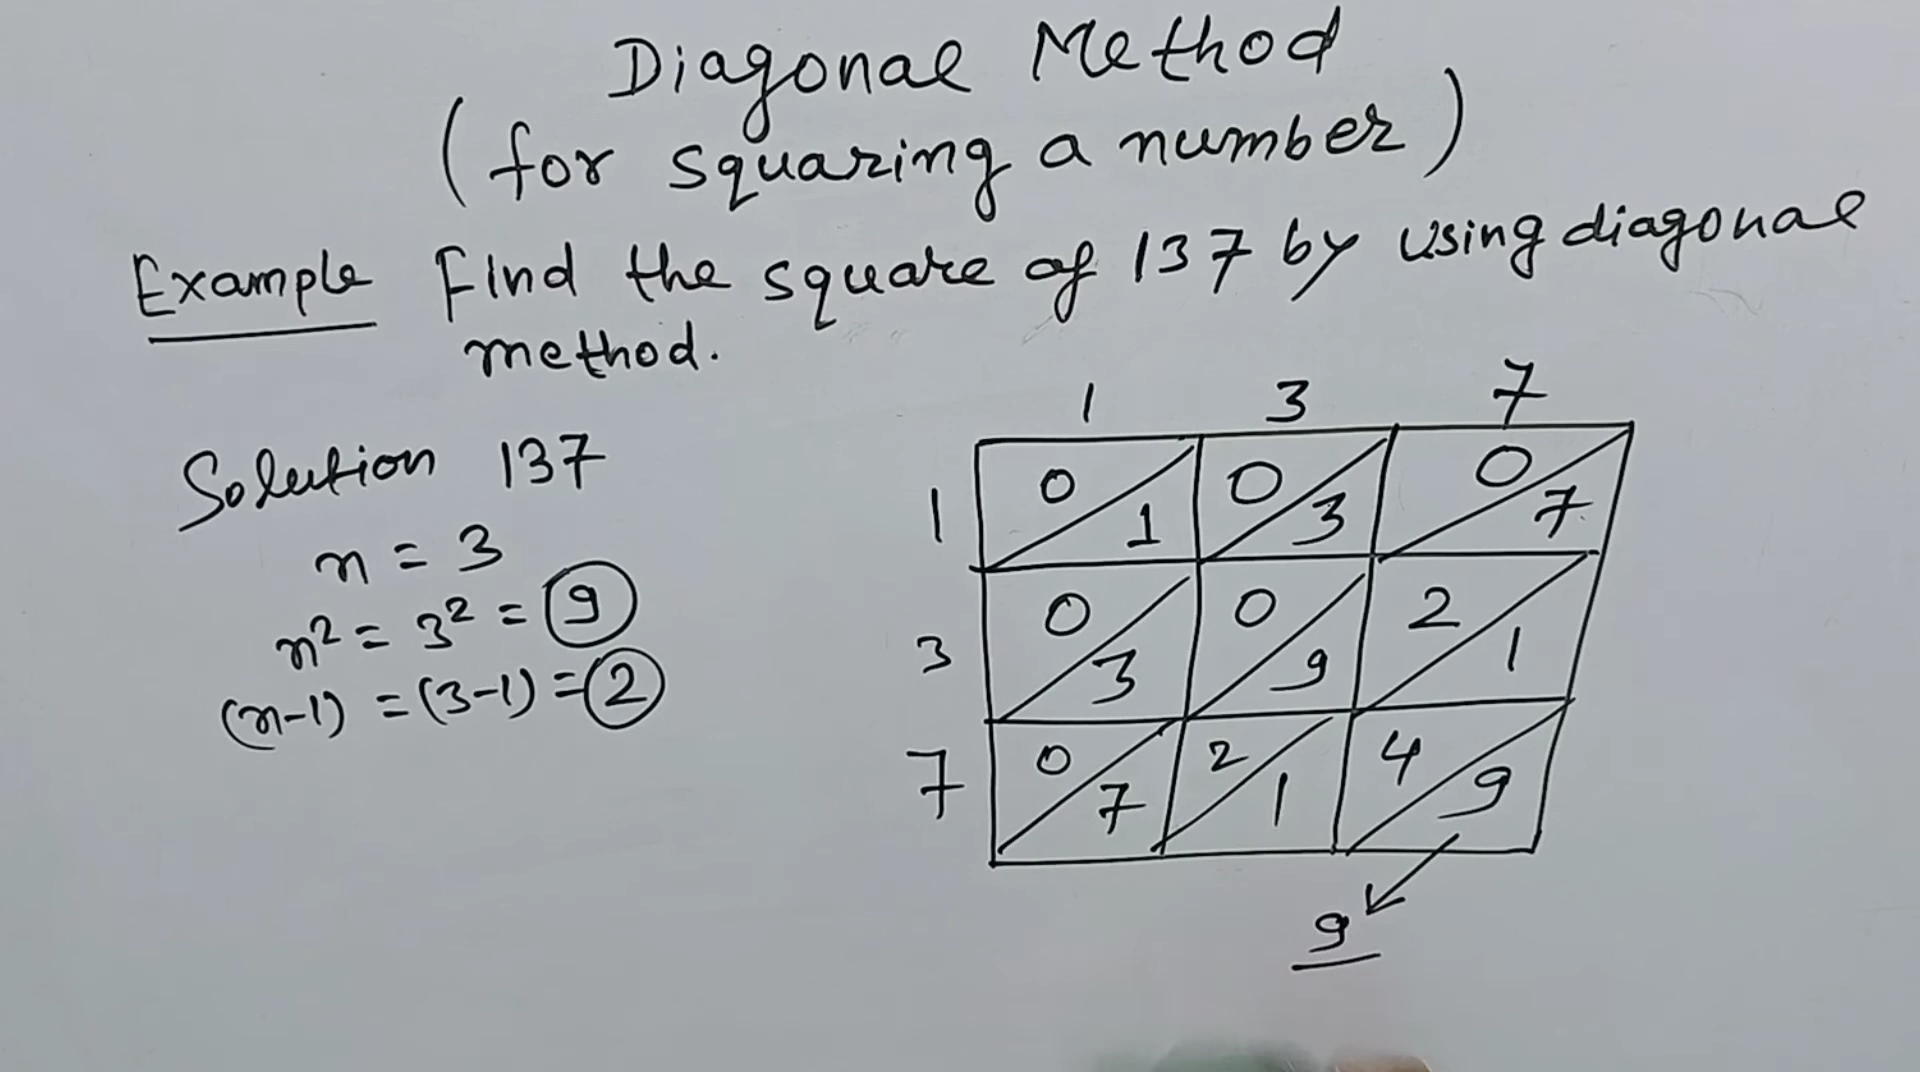 Diagonal Method
(for squaring a number)
Example Find the square of 137 by using diagonal
method.
Solution 137
n = 3
n² = 3² = 9
(n-1) = (3-1) = 2
1 3 7
1 0 1 0 3 0 7
3 0 3 0 9 2 1
7 0 7 2 1 4 9
9